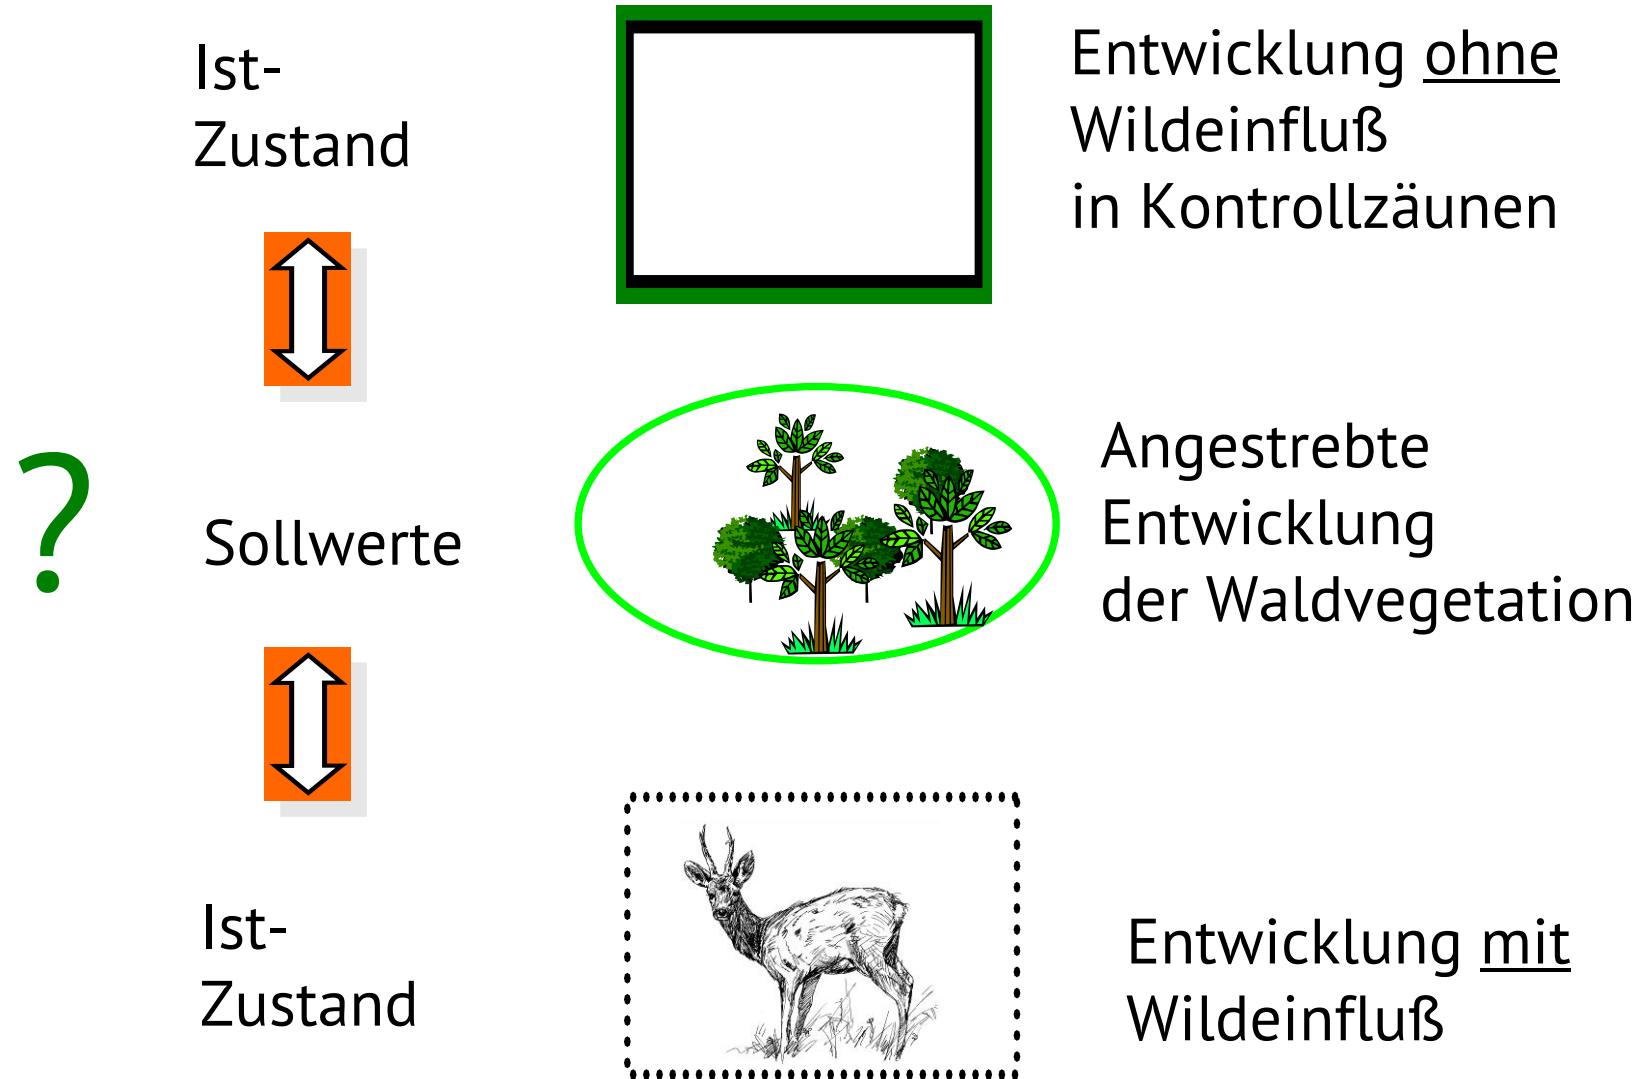 Ist-
Zustand
Entwicklung ohne
Wildeinfluß
in Kontrollzäunen
?
Sollwerte
Angestrebte
Entwicklung
der Waldvegetation
Ist-
Zustand
Entwicklung mit
Wildeinfluß